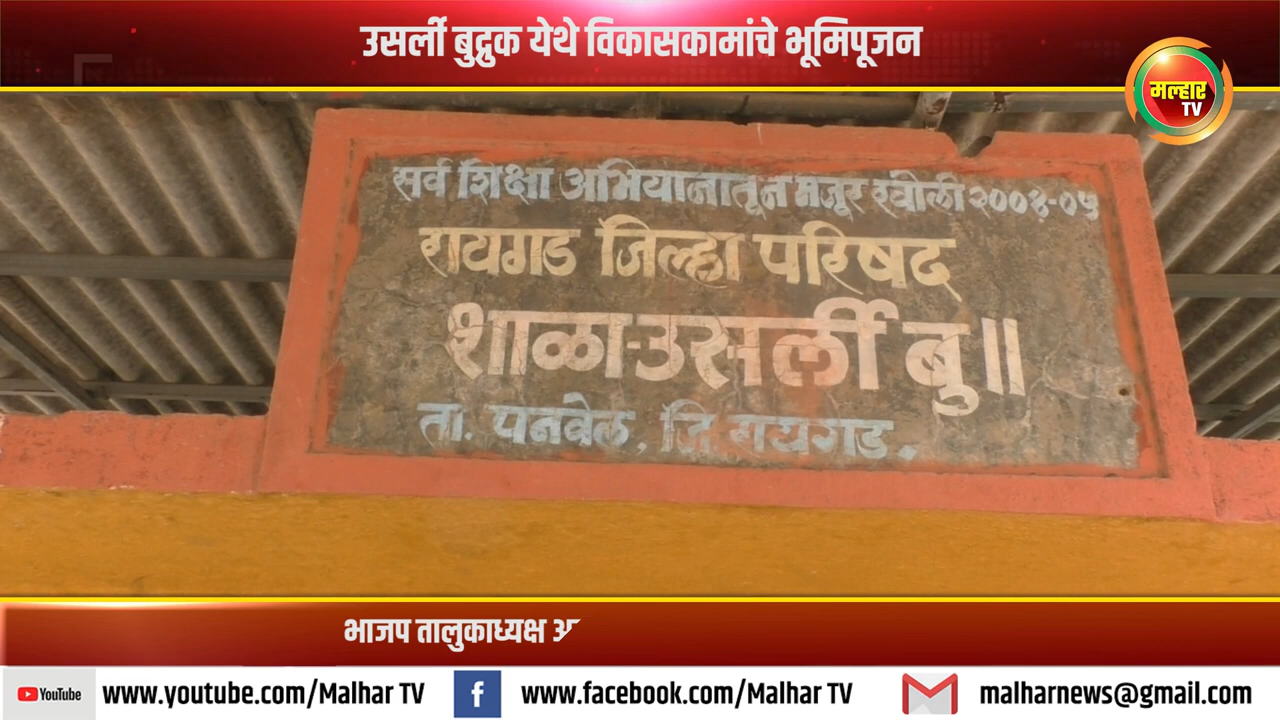 उसर्ली बुद्रुक येथे विकासकामांचे भूमिपूजन
मल्हार
TV
सर्व शिक्षा अभियानातून मजूर खोली २००४-०५
रायगड जिल्हा परिषद
शाळा-उसर्ली बु॥
ता. पनवेल, जि. रायगड.
भाजप तालुकाध्यक्ष
YouTube www.youtube.com/Malhar TV f www.facebook.com/Malhar TV malharnews@gmail.com